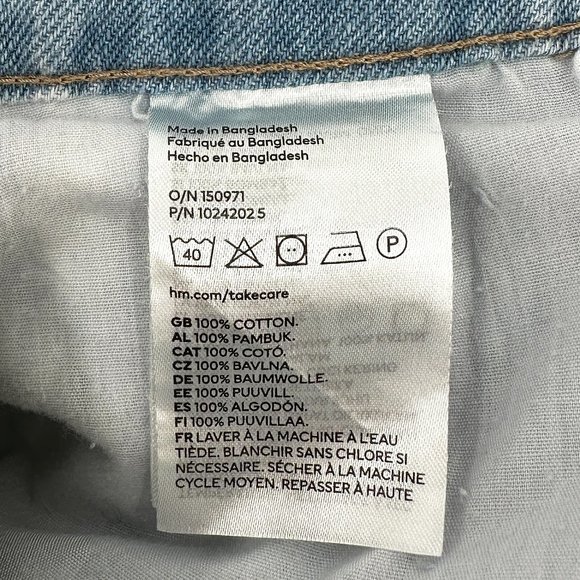 Made in Bangladesh
Fabriqué au Bangladesh
Hecho en Bangladesh
O/N 150971
P/N 1024202 5
40 P
hm.com/takecare
GB 100% COTTON.
AL 100% PAMBUK.
CAT 100% COTÓ.
CZ 100% BAVLNA.
DE 100% BAUMWOLLE.
EE 100% PUUVILL.
ES 100% ALGODÓN.
FI 100% PUUVILLAA.
FR LAVER À LA MACHINE À L'EAU
TIÈDE. BLANCHIR SANS CHLORE SI
NÉCESSAIRE. SÉCHER À LA MACHINE
CYCLE MOYEN. REPASSER À HAUTE